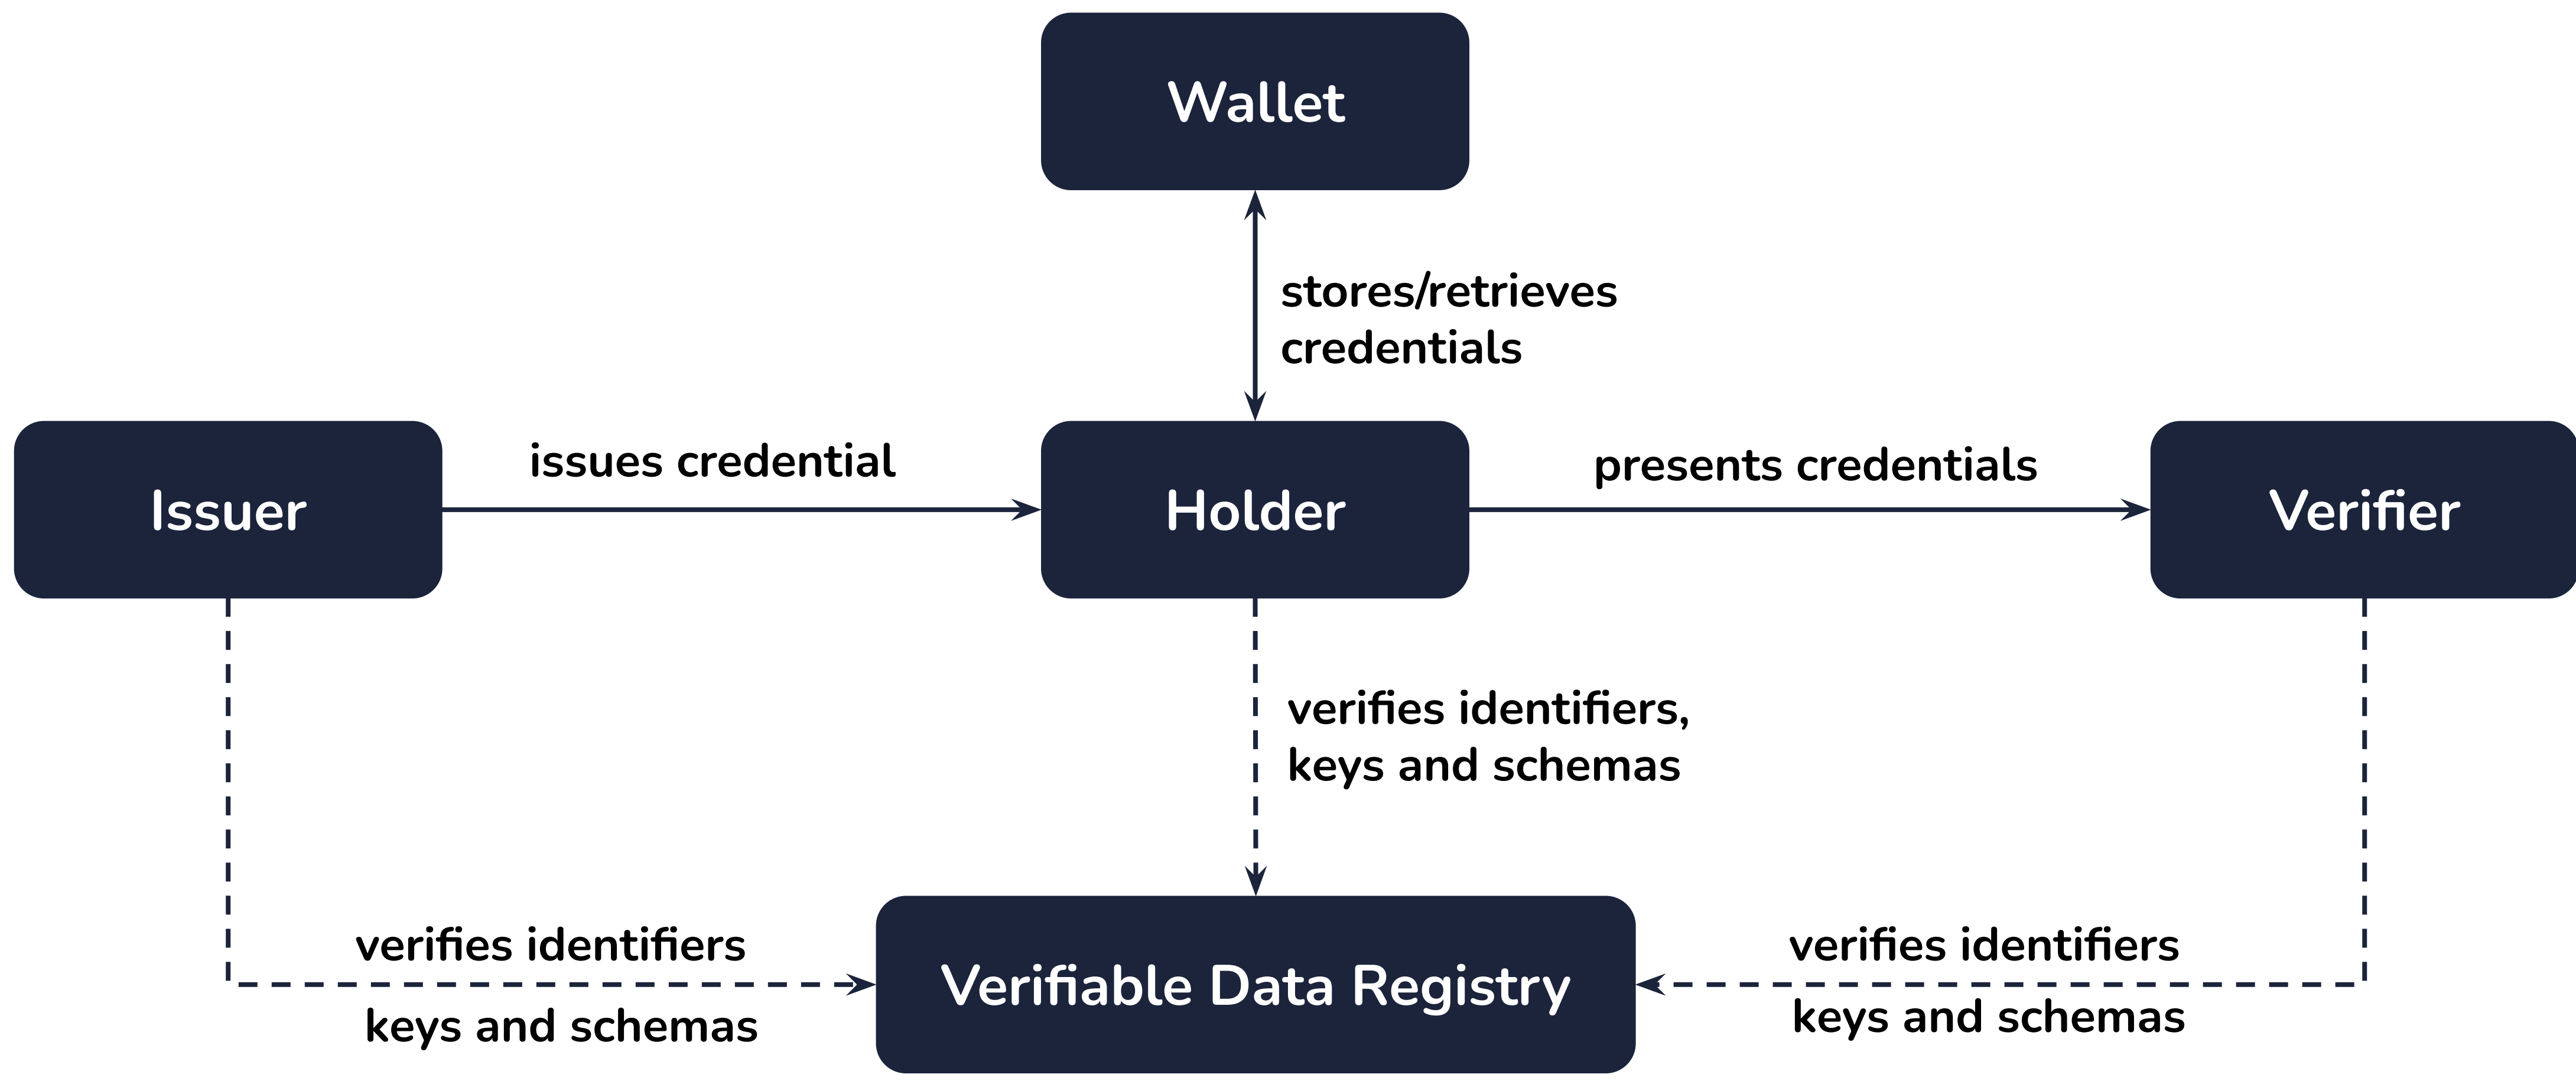 Wallet
stores/retrieves
credentials
issues credential
presents credentials
Issuer
Holder
Verifier
verifies identifiers,
keys and schemas
verifies identifiers
keys and schemas
Verifiable Data Registry
verifies identifiers
keys and schemas